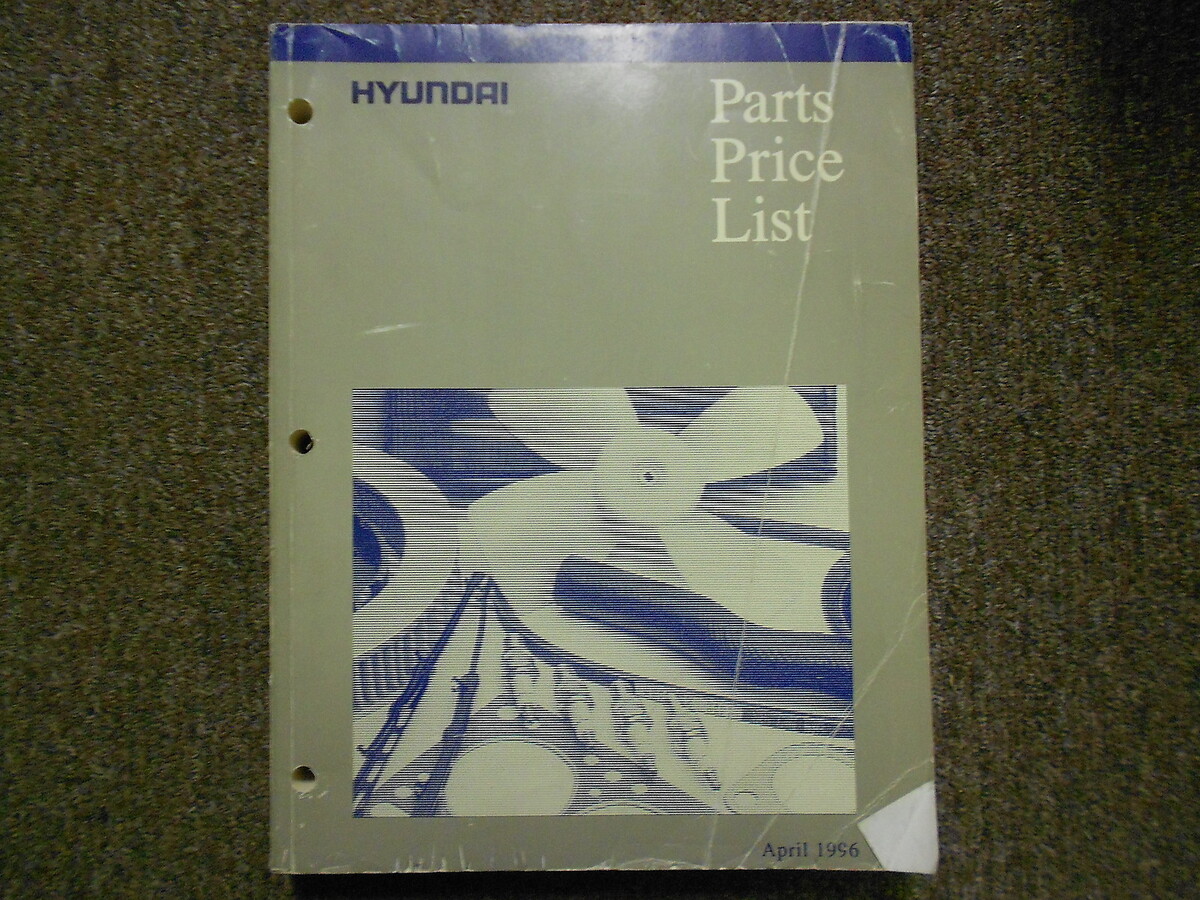 HYUNDAI
Parts
Price
List
April 1996